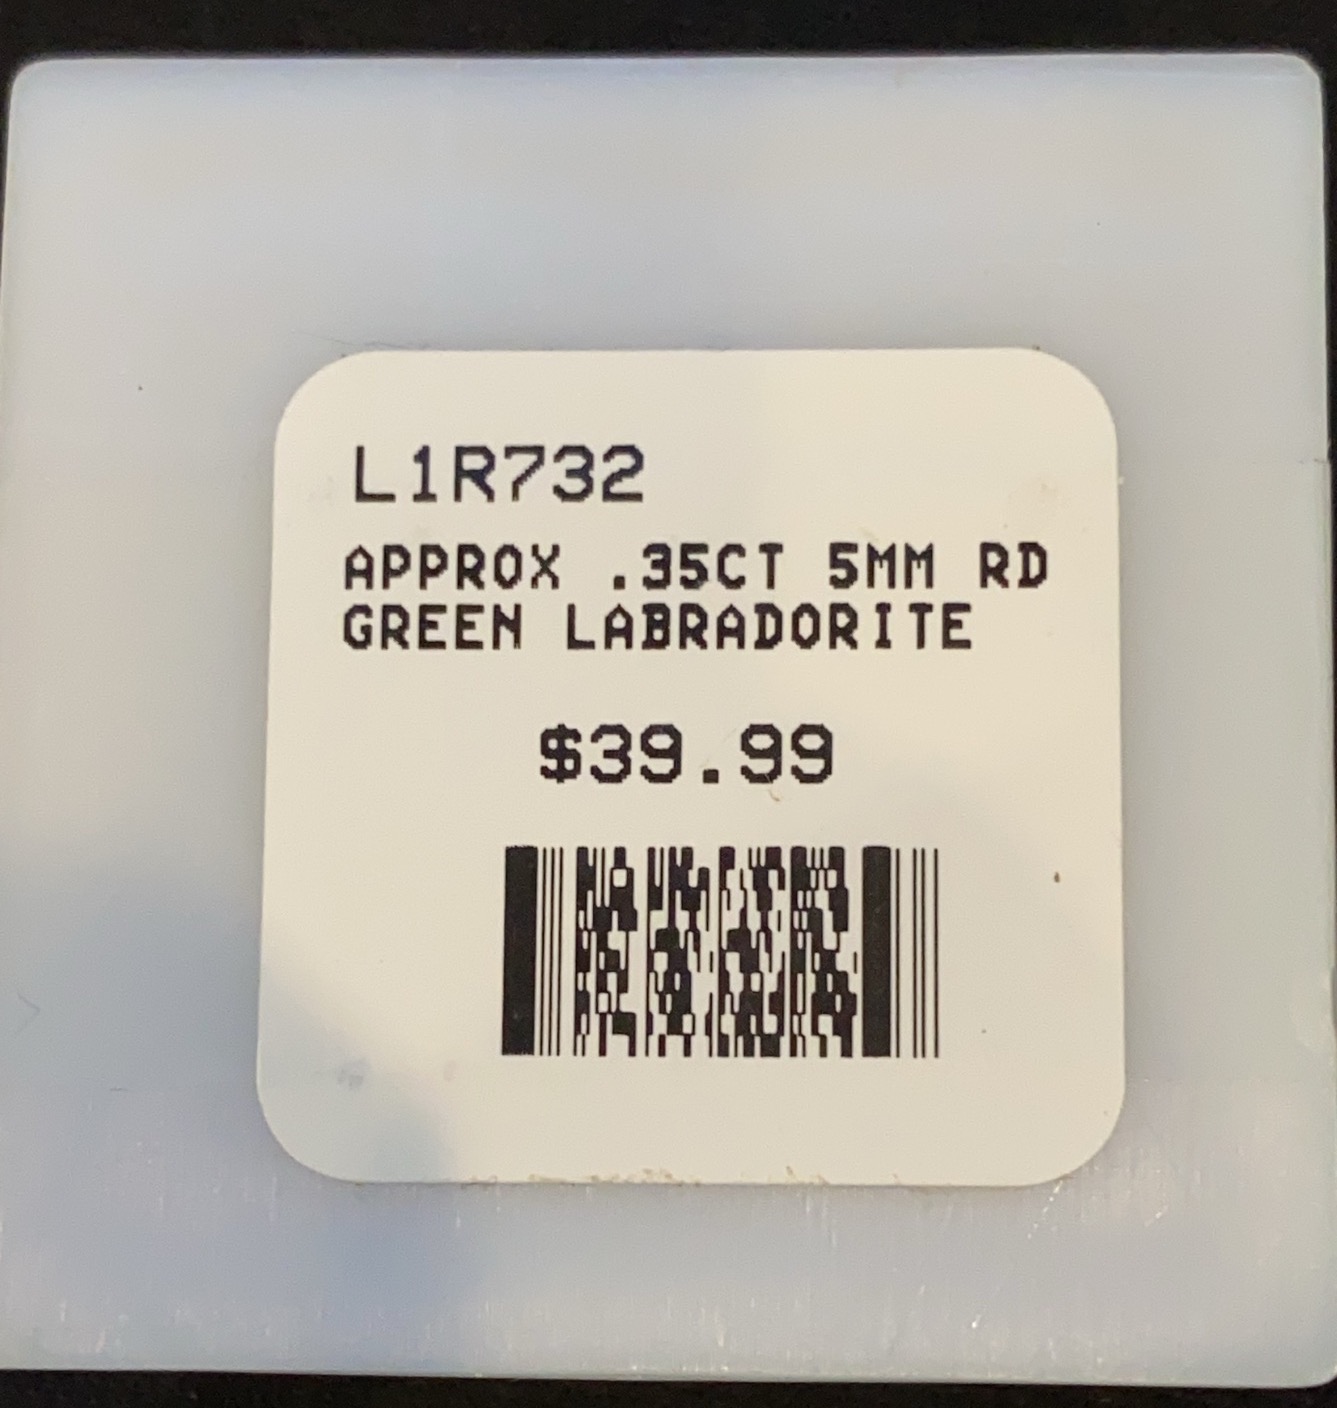 L1R732
APPROX .35CT 5MM RD
GREEN LABRADORITE
$39.99